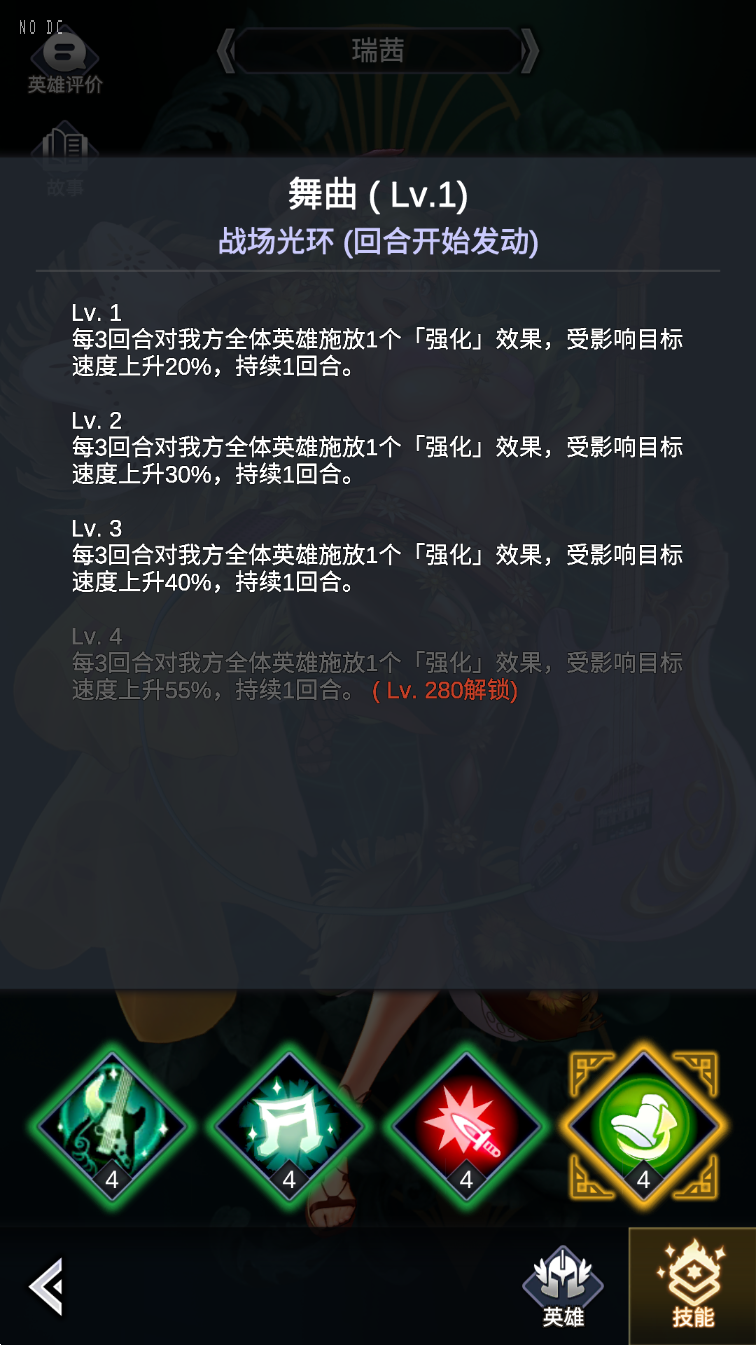 NO DC
瑞茜
英雄评价
故事
舞曲 ( Lv.1)
战场光环 (回合开始发动)
Lv. 1
每3回合对我方全体英雄施放1个「强化」效果，受影响目标
速度上升20%，持续1回合。
Lv. 2
每3回合对我方全体英雄施放1个「强化」效果，受影响目标
速度上升30%，持续1回合。
Lv. 3
每3回合对我方全体英雄施放1个「强化」效果，受影响目标
速度上升40%，持续1回合。
Lv. 4
每3回合对我方全体英雄施放1个「强化」效果，受影响目标
速度上升55%，持续1回合。 ( Lv. 280解锁)
4
4
4
4
英雄
技能